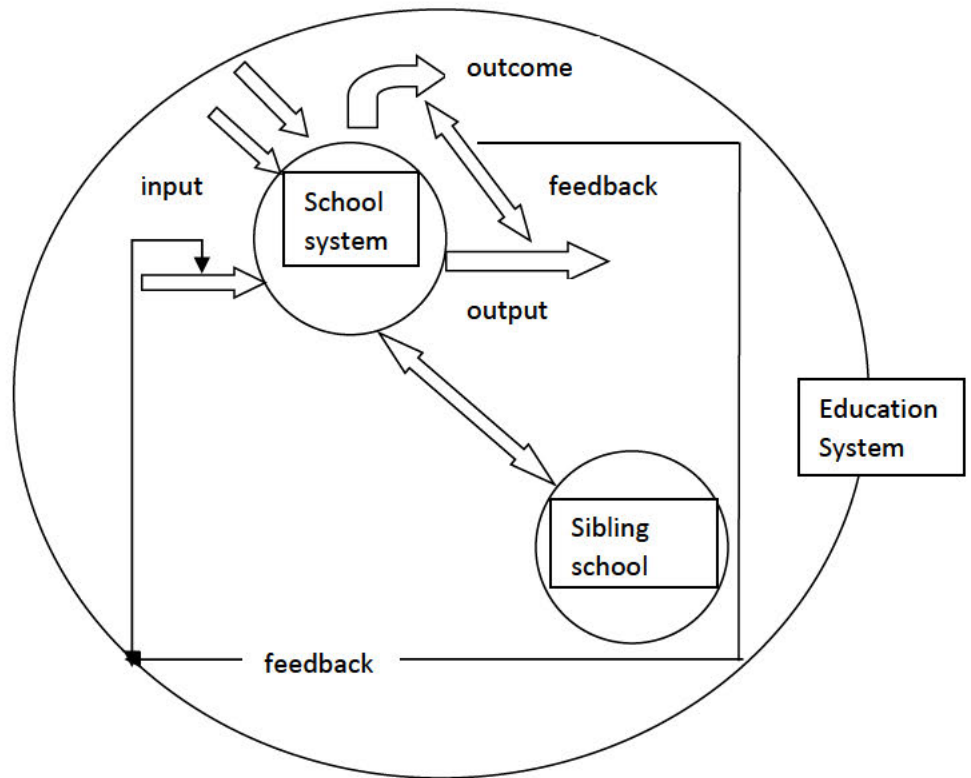 outcome
input
School
system
feedback
output
Education
System
Sibling
school
feedback